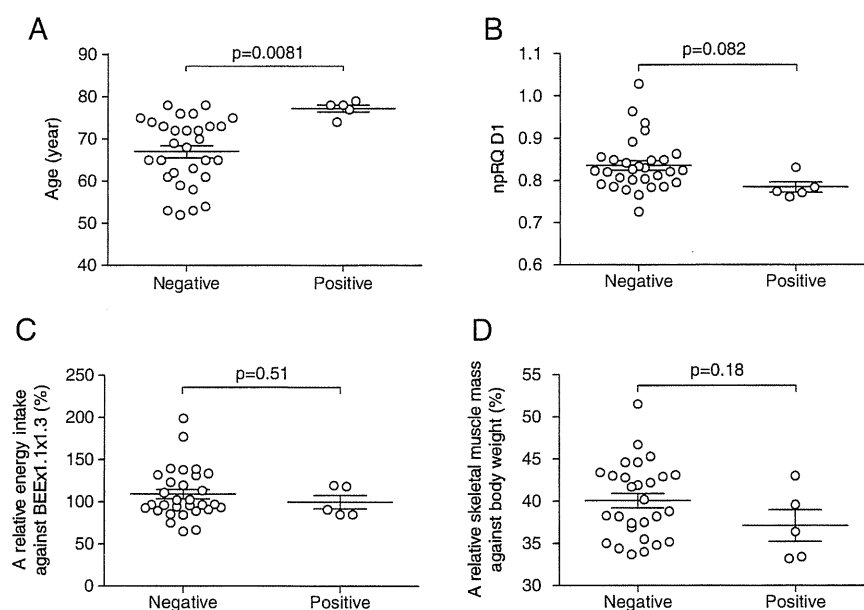 A
p=0.0081
Age (year)
90
80
70
60
50
40
Negative Positive
B
p=0.082
npRQ D1
1.1
1.0
0.9
0.8
0.7
0.6
Negative Positive
C
p=0.51
A relative energy intake
against BEEx1.1x1.3 (%)
250
200
150
100
50
0
Negative Positive
D
p=0.18
A relative skeletal muscle mass
against body weight (%)
55
50
45
40
35
30
Negative Positive